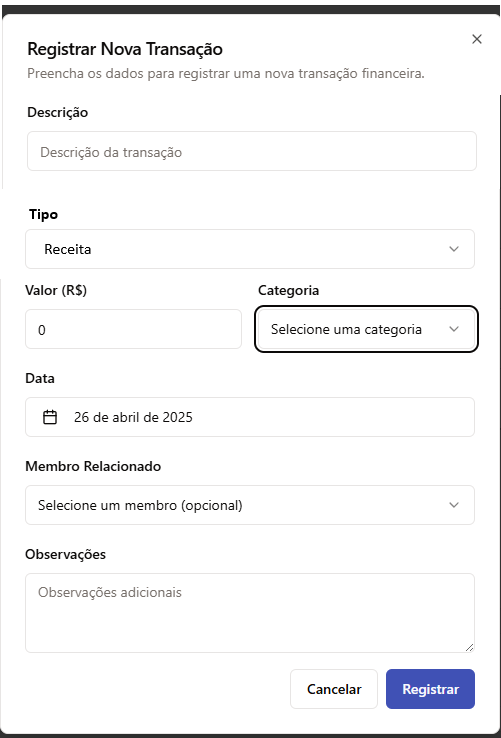 Registrar Nova Transação
Preencha os dados para registrar uma nova transação financeira.
Descrição
Descrição da transação
Tipo
Receita
Valor (R$)
0
Categoria
Selecione uma categoria
Data
26 de abril de 2025
Membro Relacionado
Selecione um membro (opcional)
Observações
Observações adicionais
Cancelar
Registrar